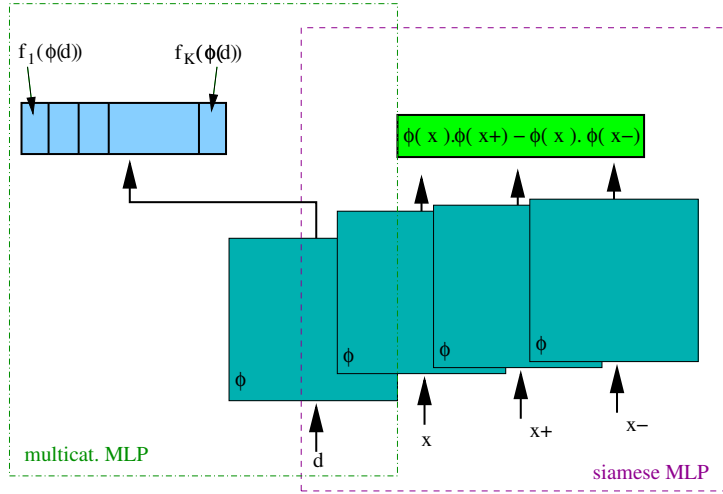 f1(ϕ(d))
fK(ϕ(d))
ϕ( x ).ϕ( x+) − ϕ( x ). ϕ( x−)
ϕ
ϕ
ϕ
ϕ
d
x
x+
x−
multicat. MLP
siamese MLP